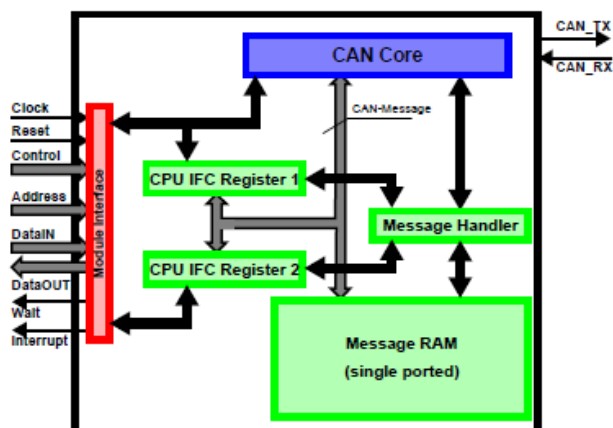 CAN_TX
CAN Core
CAN_RX
Clock
CAN-Message
Reset
Control
CPU IFC Register 1
Address
Module Interface
Message Handler
DataIN
CPU IFC Register 2
DataOUT
Wait
Interrupt
Message RAM
(single ported)